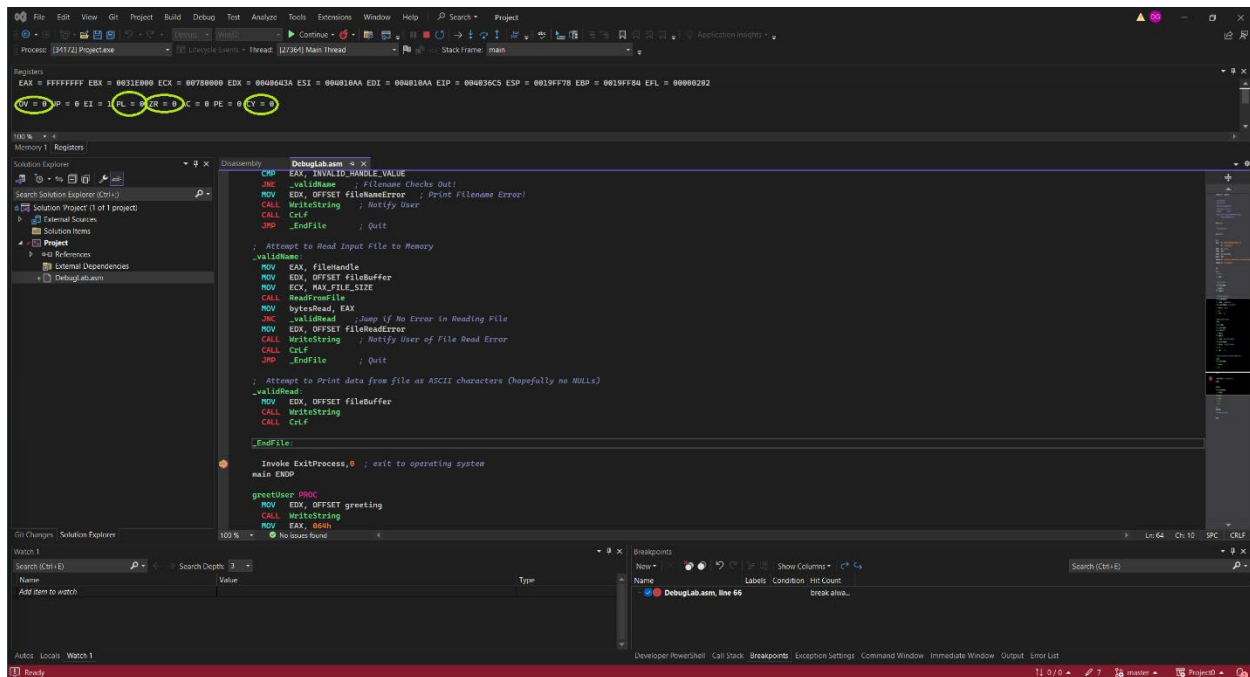 File Edit View Git Project Build Debug Test Analyze Tools Extensions Window Help Search Project
Debug Win32 Continue Application Insights
Process: [34172] Project.exe Lifecycle Events Thread: [27364] Main Thread Stack Frame: main
Registers
EAX = FFFFFFFF EBX = 0031E000 ECX = 00780000 EDX = 0040643A ESI = 004010AA EDI = 004010AA EIP = 004036C5 ESP = 0019FF78 EBP = 0019FF84 EFL = 00000202
OV = 0 UP = 0 EI = 1 PL = 0 ZR = 0 AC = 0 PE = 0 CY = 0
100 %
Memory 1 Registers
Solution Explorer
Search Solution Explorer (Ctrl+;)
Solution 'Project' (1 of 1 project)
External Sources
Solution Items
Project
References
External Dependencies
DebugLab.asm
Git Changes Solution Explorer
Disassembly DebugLab.asm
CMP EAX, INVALID_HANDLE_VALUE
JNE _validName ; Filename Checks Out!
MOV EDX, OFFSET fileNameError ; Print Filename Error!
CALL WriteString ; Notify User
CALL CrLf
JMP _EndFile ; Quit
; Attempt to Read Input File to Memory
_validName:
MOV EAX, fileHandle
MOV EDX, OFFSET fileBuffer
MOV ECX, MAX_FILE_SIZE
CALL ReadFromFile
MOV bytesRead, EAX
JNC _validRead ;Jump if No Error in Reading File
MOV EDX, OFFSET fileReadError
CALL WriteString ; Notify User of File Read Error
CALL CrLf
JMP _EndFile ; Quit
; Attempt to Print data from file as ASCII characters (hopefully no NULLs)
_validRead:
MOV EDX, OFFSET fileBuffer
CALL WriteString
CALL CrLf
_EndFile:
Invoke ExitProcess,0 ; exit to operating system
main ENDP
greetUser PROC
MOV EDX, OFFSET greeting
CALL WriteString
MOV EAX, 064h
100 % No issues found Ln: 64 Ch: 10 SPC CRLF
Watch 1
Search (Ctrl+E) Search Depth: 3
Name Value Type
Add item to watch
Autos Locals Watch 1
Breakpoints
New Show Columns Search (Ctrl+E)
Name Labels Condition Hit Count
DebugLab.asm, line 66 break alwa...
Developer PowerShell Call Stack Breakpoints Exception Settings Command Window Immediate Window Output Error List
Ready 0 / 0 7 master Project0